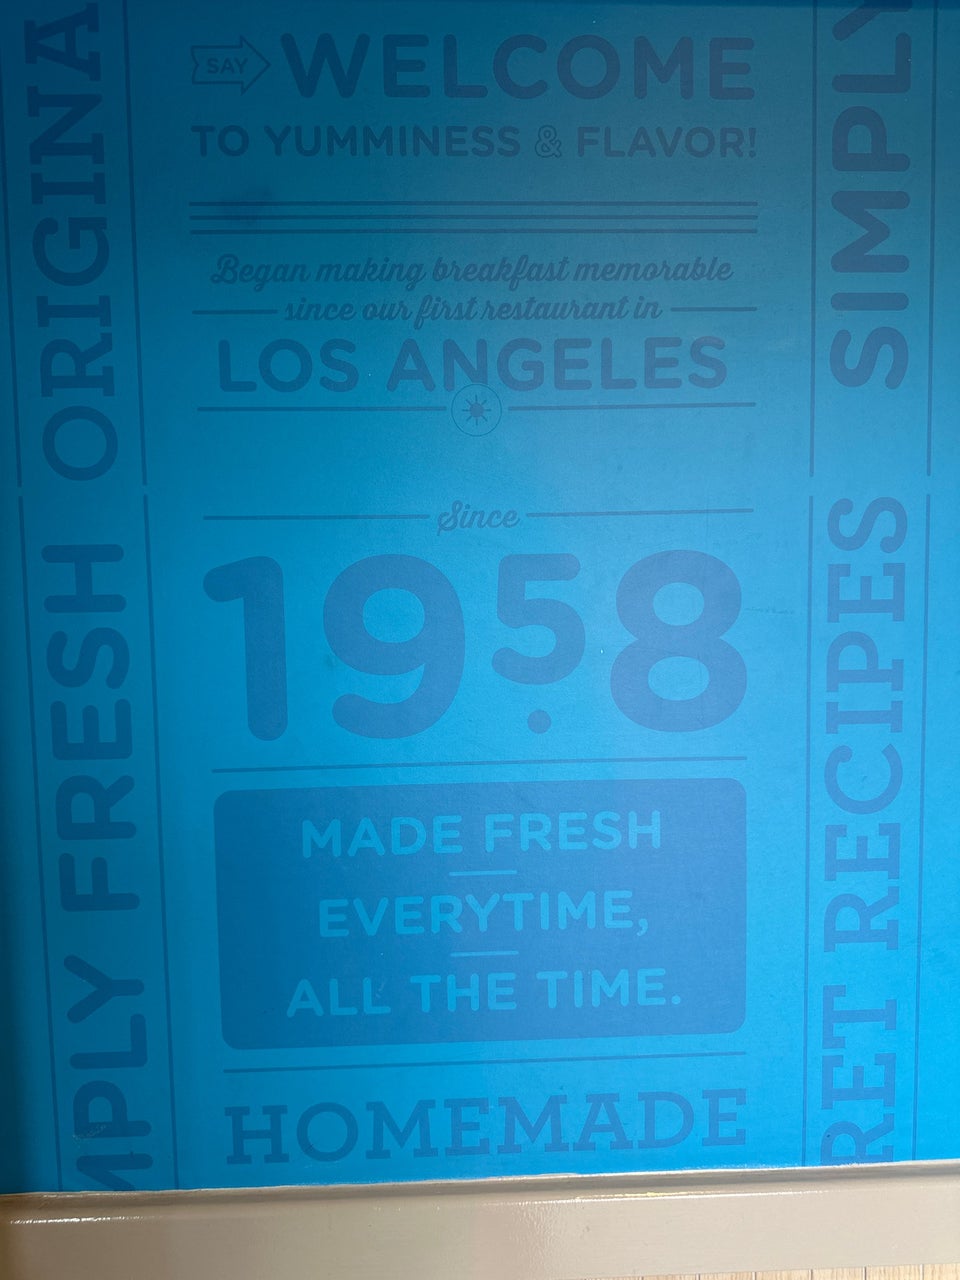 SAY WELCOME
TO YUMMINESS & FLAVOR!
Began making breakfast memorable
since our first restaurant in
LOS ANGELES
Since
1958
MADE FRESH
EVERYTIME,
ALL THE TIME.
HOMEMADE
MPLY FRESH ORIGINA
RET RECIPES SIMPLY